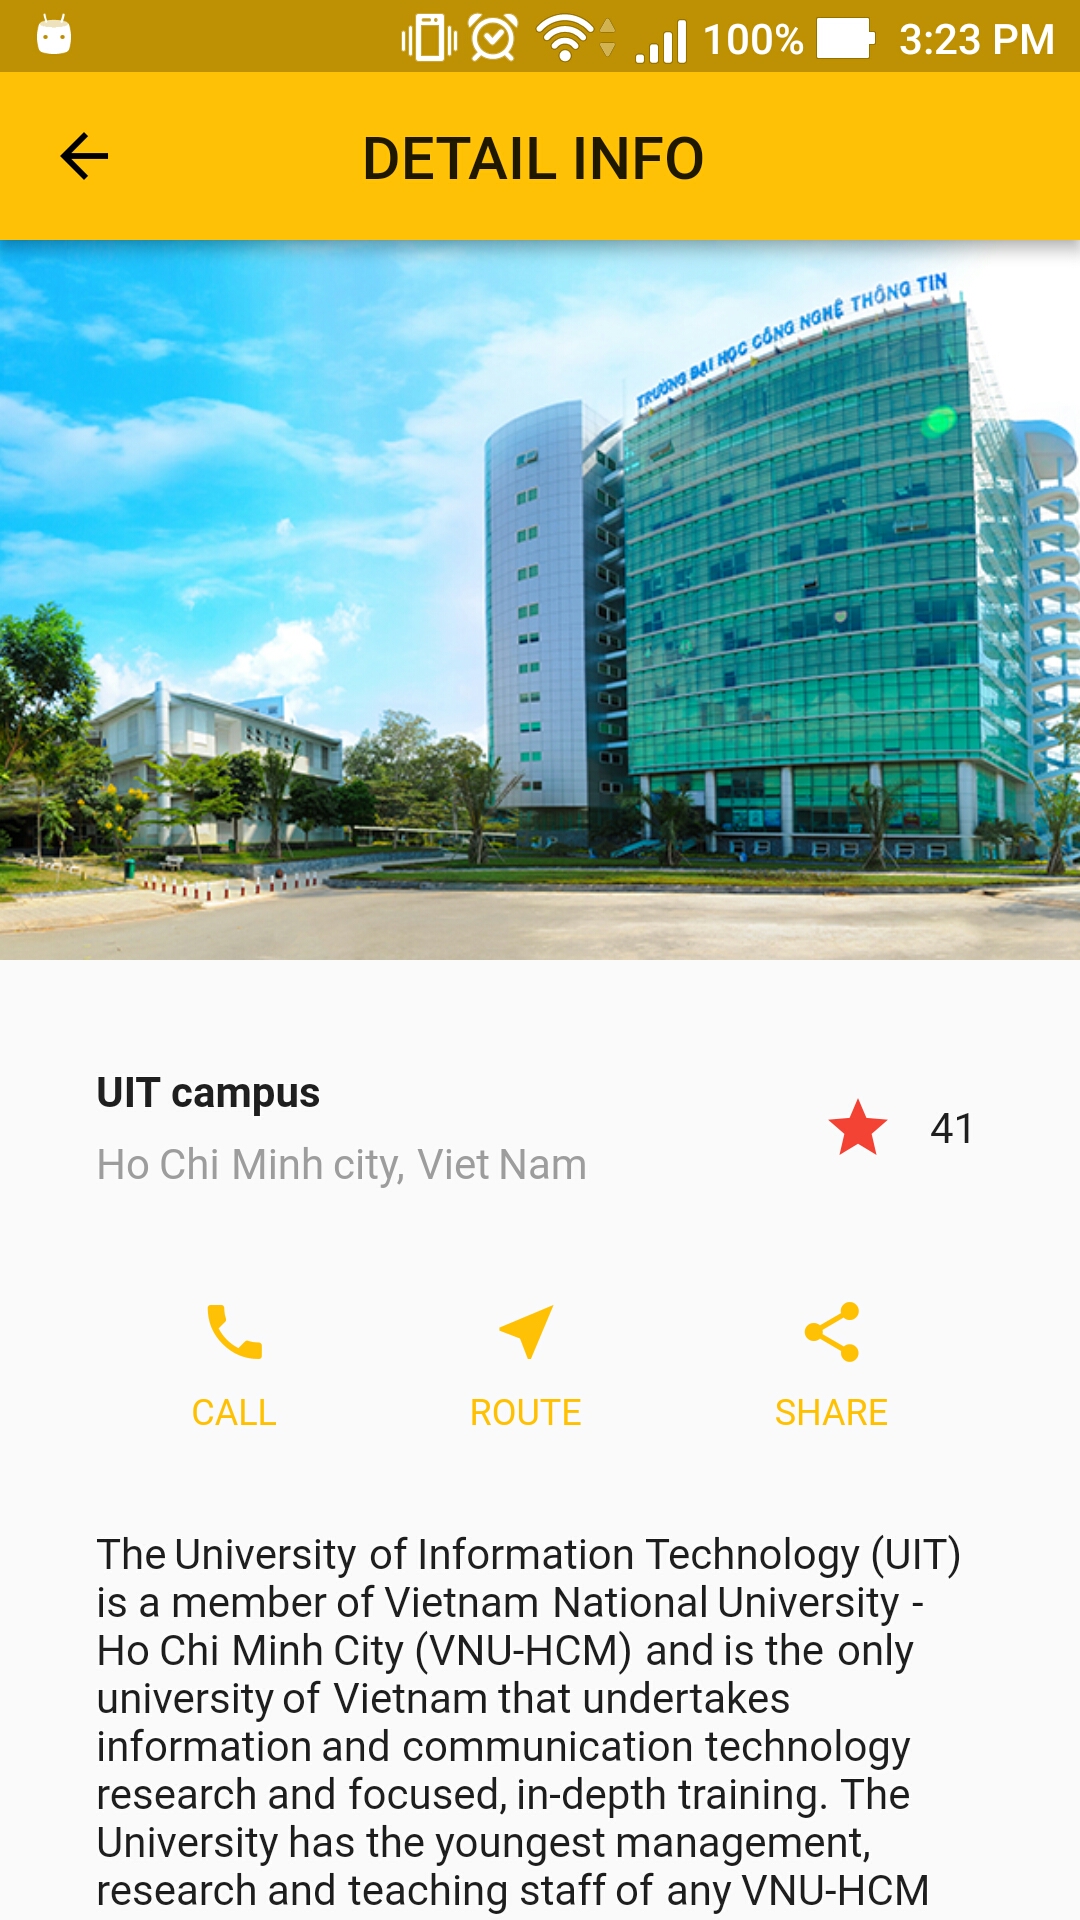 100% 3:23 PM
DETAIL INFO
TRƯỜNG ĐẠI HỌC CÔNG NGHỆ THÔNG TIN
UIT campus
Ho Chi Minh city, Viet Nam
41
CALL ROUTE SHARE
The University of Information Technology (UIT)
is a member of Vietnam National University -
Ho Chi Minh City (VNU-HCM) and is the only
university of Vietnam that undertakes
information and communication technology
research and focused, in-depth training. The
University has the youngest management,
research and teaching staff of any VNU-HCM